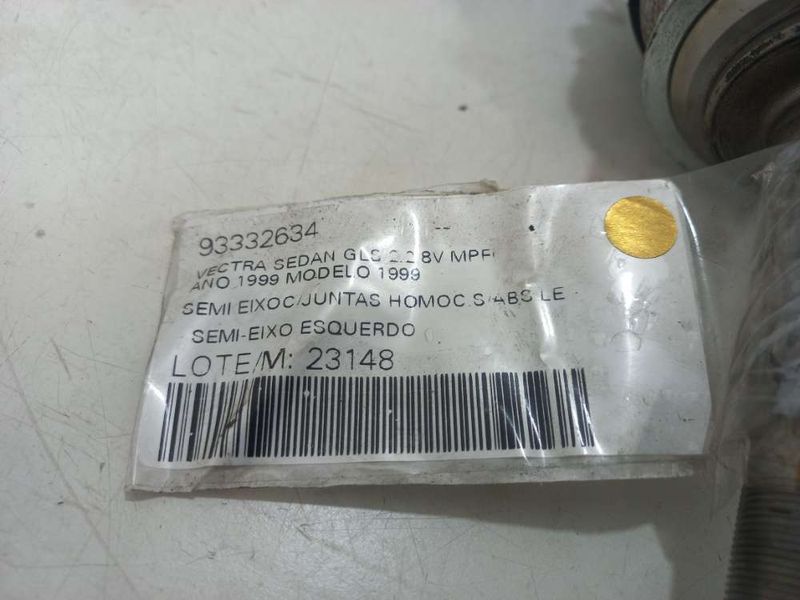 93332634 --
VECTRA SEDAN GLS 2.2 8V MPFI
ANO 1999 MODELO 1999
SEMI EIXOC/JUNTAS HOMOC.S/ABS LE -
SEMI-EIXO ESQUERDO
LOTE/M: 23148